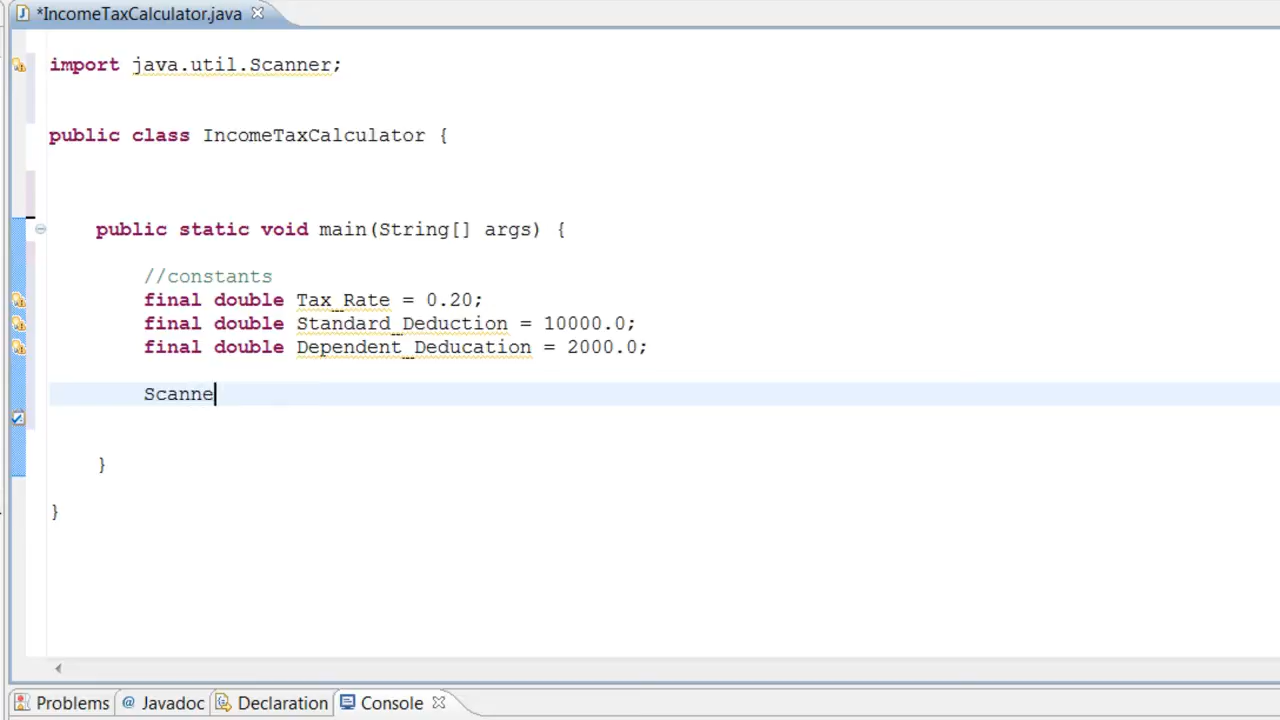 *IncomeTaxCalculator.java
import java.util.Scanner;
public class IncomeTaxCalculator {
public static void main(String[] args) {
//constants
final double Tax_Rate = 0.20;
final double Standard_Deduction = 10000.0;
final double Dependent_Deducation = 2000.0;
Scanne
}
}
Problems @ Javadoc Declaration Console